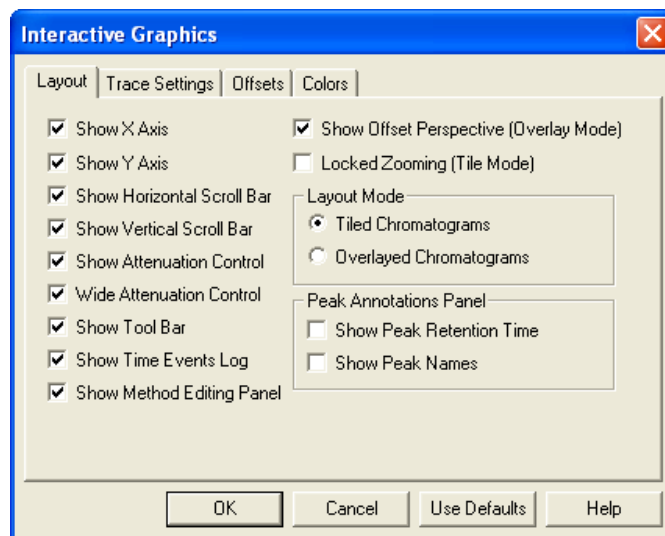 Interactive Graphics
Layout
Trace Settings
Offsets
Colors
Show X Axis
Show Y Axis
Show Horizontal Scroll Bar
Show Vertical Scroll Bar
Show Attenuation Control
Wide Attenuation Control
Show Tool Bar
Show Time Events Log
Show Method Editing Panel
Show Offset Perspective (Overlay Mode)
Locked Zooming (Tile Mode)
Layout Mode
Tiled Chromatograms
Overlayed Chromatograms
Peak Annotations Panel
Show Peak Retention Time
Show Peak Names
OK
Cancel
Use Defaults
Help